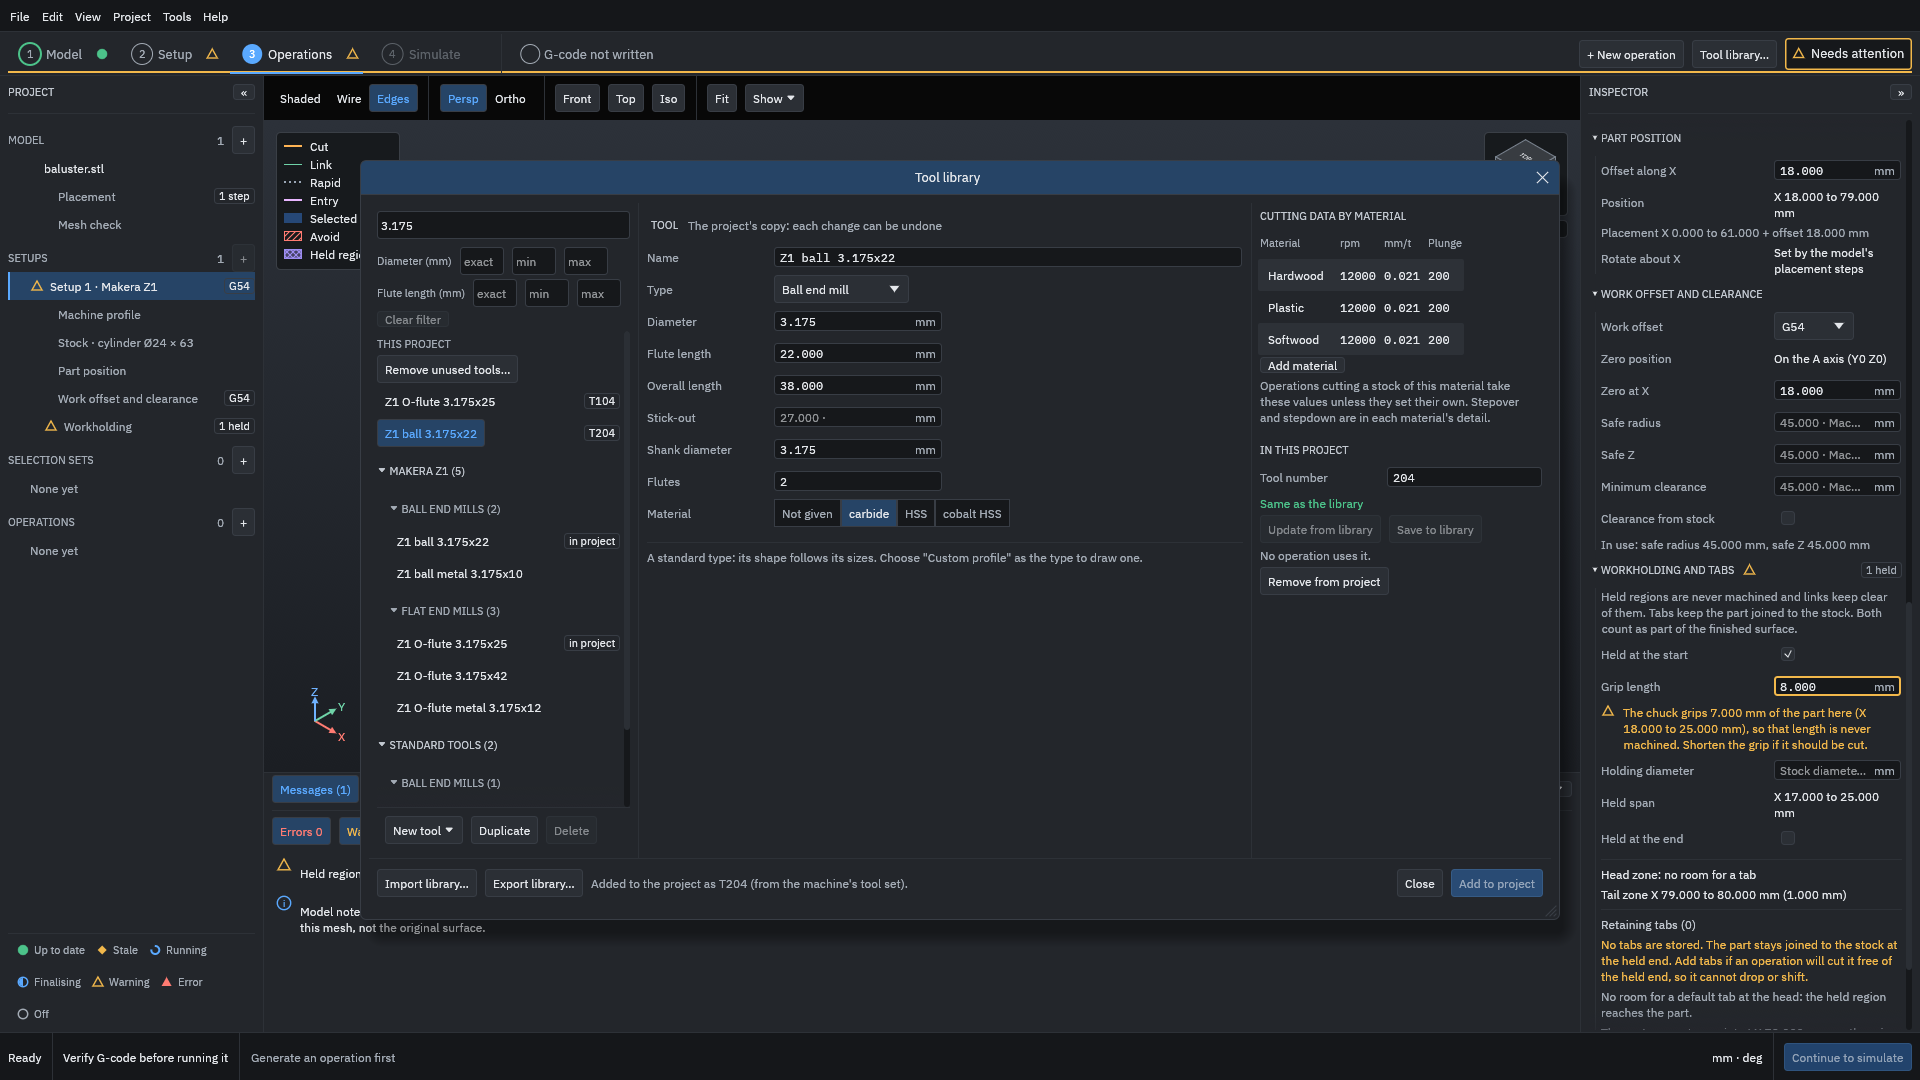 File Edit View Project Tools Help
1 Model 2 Setup 3 Operations 4 Simulate G-code not written + New operation Tool library... Needs attention
PROJECT «
MODEL 1 +
baluster.stl
Placement 1 step
Mesh check
SETUPS 1 +
Setup 1 · Makera Z1 G54
Machine profile
Stock · cylinder Ø24 × 63
Part position
Work offset and clearance G54
Workholding 1 held
SELECTION SETS 0 +
None yet
OPERATIONS 0 +
None yet
Up to date Stale Running
Finalising Warning Error
Off
Shaded Wire Edges Persp Ortho Front Top Iso Fit Show
Cut
Link
Rapid
Entry
Selected
Avoid
Held regi
TOP
Z
Y
X
Messages (1)
Errors 0
Held region
Model note
this mesh, not the original surface.
Tool library
3.175
Diameter (mm) exact min max
Flute length (mm) exact min max
Clear filter
THIS PROJECT
Remove unused tools...
Z1 O-flute 3.175x25 T104
Z1 ball 3.175x22 T204
MAKERA Z1 (5)
BALL END MILLS (2)
Z1 ball 3.175x22 in project
Z1 ball metal 3.175x10
FLAT END MILLS (3)
Z1 O-flute 3.175x25 in project
Z1 O-flute 3.175x42
Z1 O-flute metal 3.175x12
STANDARD TOOLS (2)
BALL END MILLS (1)
New tool Duplicate Delete
TOOL The project's copy: each change can be undone
Name Z1 ball 3.175x22
Type Ball end mill
Diameter 3.175 mm
Flute length 22.000 mm
Overall length 38.000 mm
Stick-out 27.000 · mm
Shank diameter 3.175 mm
Flutes 2
Material Not given carbide HSS cobalt HSS
A standard type: its shape follows its sizes. Choose "Custom profile" as the type to draw one.
CUTTING DATA BY MATERIAL
Material rpm mm/t Plunge
Hardwood 12000 0.021 200
Plastic 12000 0.021 200
Softwood 12000 0.021 200
Add material
Operations cutting a stock of this material take
these values unless they set their own. Stepover
and stepdown are in each material's detail.
IN THIS PROJECT
Tool number 204
Same as the library
Update from library Save to library
No operation uses it.
Remove from project
Import library... Export library... Added to the project as T204 (from the machine's tool set). Close Add to project
INSPECTOR »
PART POSITION
Offset along X 18.000 mm
Position X 18.000 to 79.000
mm
Placement X 0.000 to 61.000 + offset 18.000 mm
Rotate about X Set by the model's
placement steps
WORK OFFSET AND CLEARANCE
Work offset G54
Zero position On the A axis (Y0 Z0)
Zero at X 18.000 mm
Safe radius 45.000 · Mac... mm
Safe Z 45.000 · Mac... mm
Minimum clearance 45.000 · Mac... mm
Clearance from stock
In use: safe radius 45.000 mm, safe Z 45.000 mm
WORKHOLDING AND TABS 1 held
Held regions are never machined and links keep clear
of them. Tabs keep the part joined to the stock. Both
count as part of the finished surface.
Held at the start
Grip length 8.000 mm
The chuck grips 7.000 mm of the part here (X
18.000 to 25.000 mm), so that length is never
machined. Shorten the grip if it should be cut.
Holding diameter Stock diamete... mm
Held span X 17.000 to 25.000
mm
Held at the end
Head zone: no room for a tab
Tail zone X 79.000 to 80.000 mm (1.000 mm)
Retaining tabs (0)
No tabs are stored. The part stays joined to the stock at
the held end. Add tabs if an operation will cut it free of
the held end, so it cannot drop or shift.
No room for a default tab at the head: the held region
reaches the part.
Ready Verify G-code before running it Generate an operation first mm · deg Continue to simulate